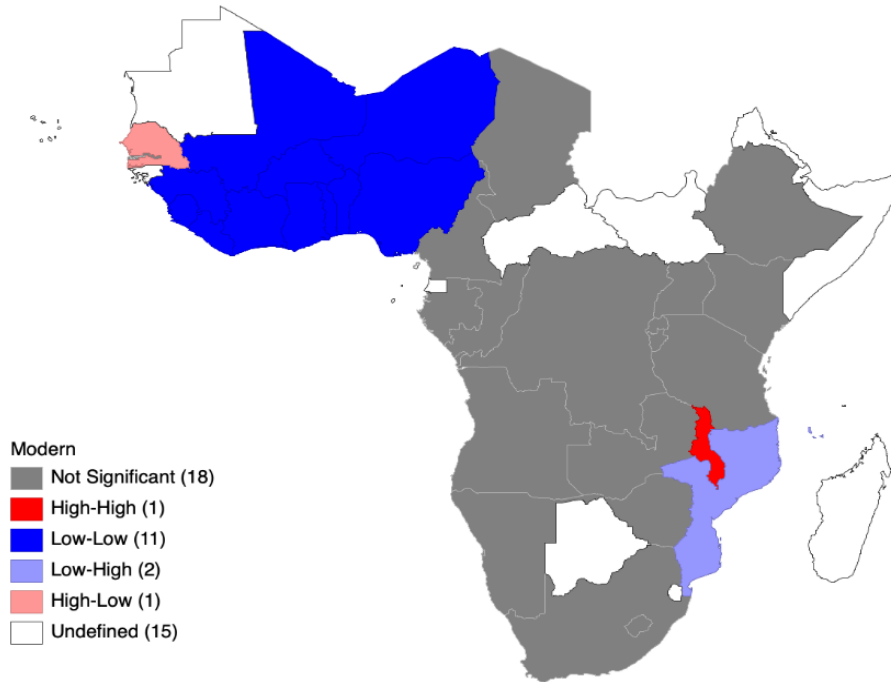 Modern
Not Significant (18)
High-High (1)
Low-Low (11)
Low-High (2)
High-Low (1)
Undefined (15)